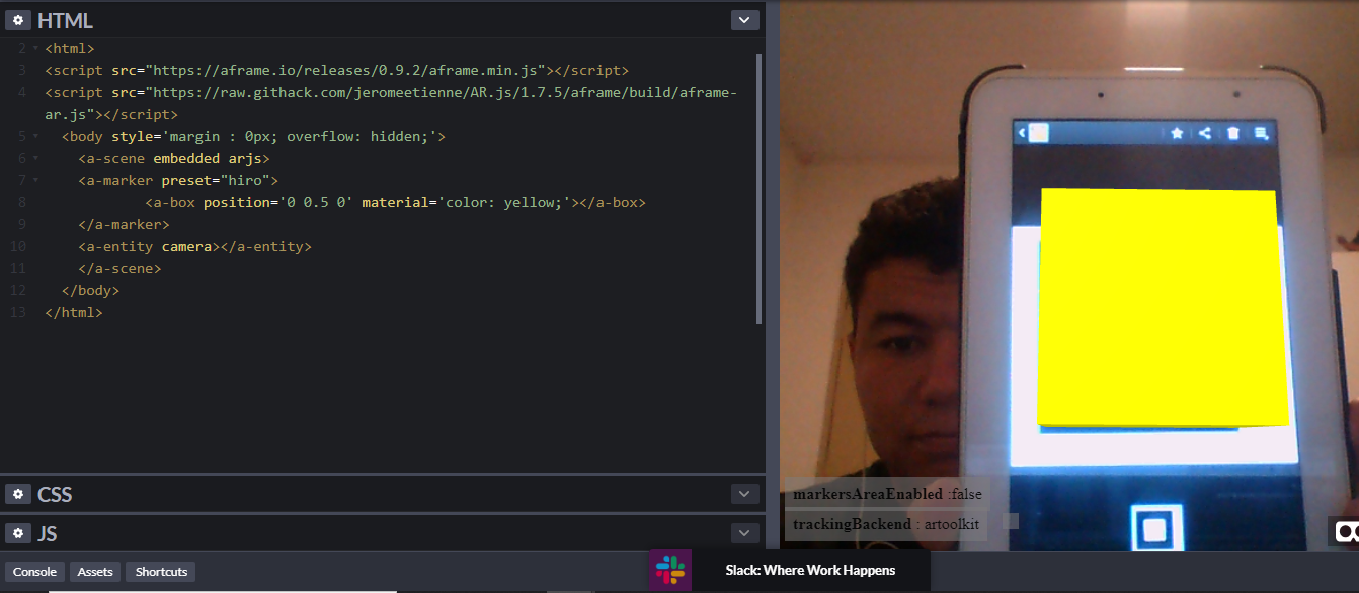 HTML
2 <html>
3 <script src="https://aframe.io/releases/0.9.2/aframe.min.js"></script>
4 <script src="https://raw.githack.com/jeromeetienne/AR.js/1.7.5/aframe/build/aframe-
ar.js"></script>
5 <body style='margin : 0px; overflow: hidden;'>
6 <a-scene embedded arjs>
7 <a-marker preset="hiro">
8 <a-box position='0 0.5 0' material='color: yellow;'></a-box>
9 </a-marker>
10 <a-entity camera></a-entity>
11 </a-scene>
12 </body>
13 </html>
CSS
JS
Console Assets Shortcuts
markersAreaEnabled :false
trackingBackend : artoolkit
Slack: Where Work Happens